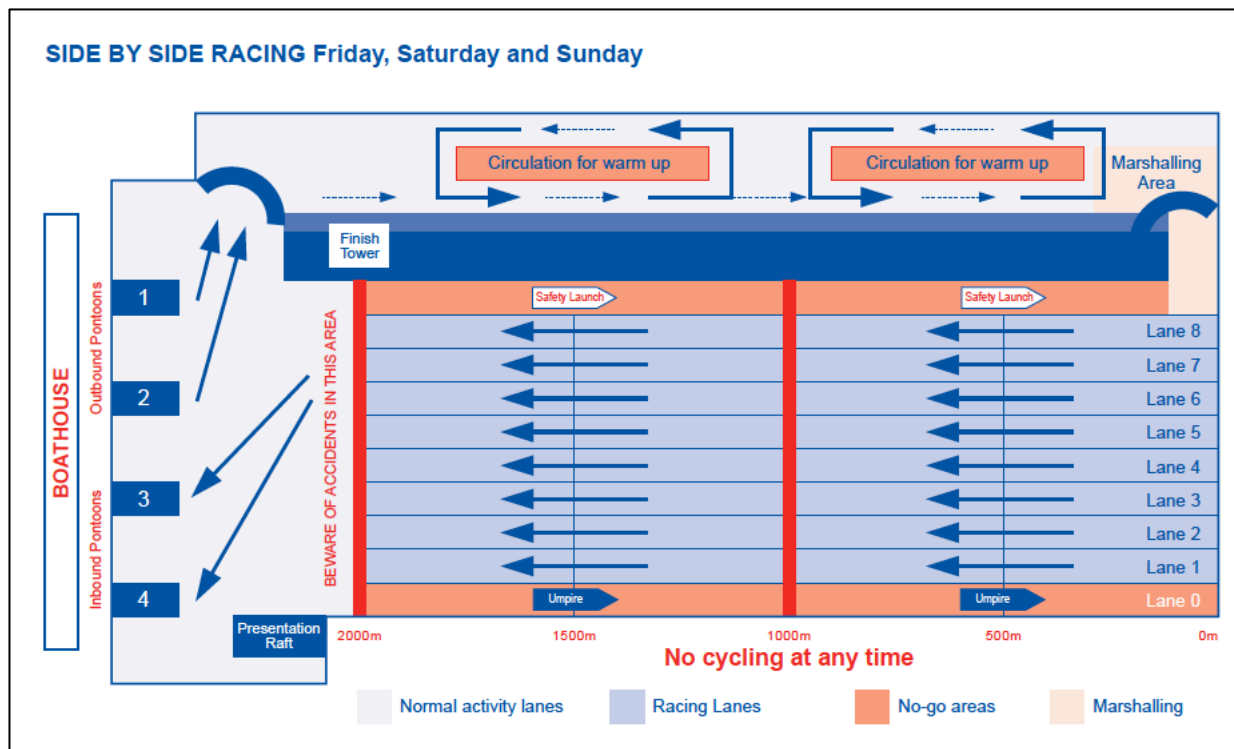 SIDE BY SIDE RACING Friday, Saturday and Sunday
Circulation for warm up
Circulation for warm up
Marshalling
Area
Finish
Tower
BOATHOUSE
Outbound Pontoons
Inbound Pontoons
1
2
3
4
BEWARE OF ACCIDENTS IN THIS AREA
Safety Launch
Safety Launch
Lane 8
Lane 7
Lane 6
Lane 5
Lane 4
Lane 3
Lane 2
Lane 1
Umpire
Umpire
Lane 0
Presentation
Raft
2000m
1500m
1000m
500m
0m
No cycling at any time
Normal activity lanes
Racing Lanes
No-go areas
Marshalling